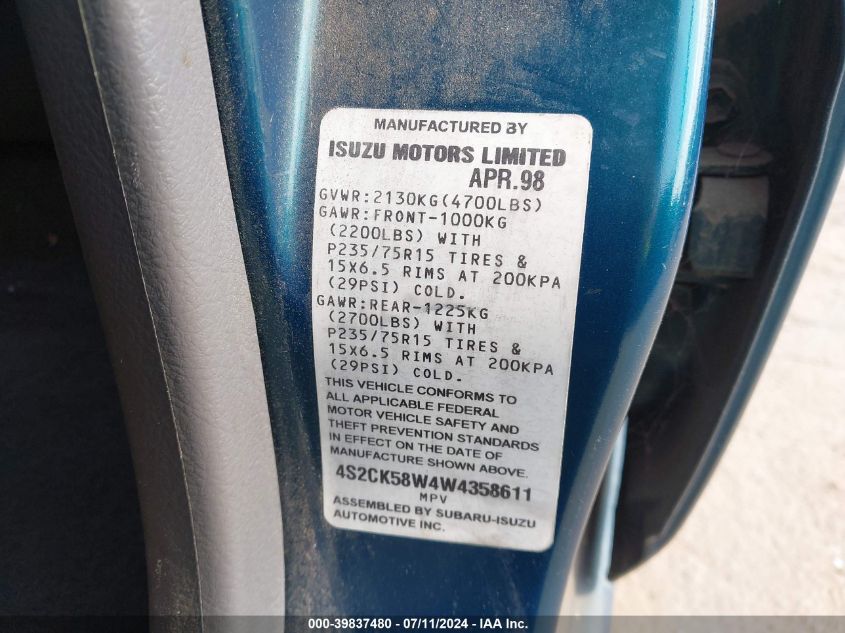 MANUFACTURED BY
ISUZU MOTORS LIMITED
APR.98
GVWR:2130KG(4700LBS)
GAWR:FRONT-1000KG
(2200LBS) WITH
P235/75R15 TIRES &
15X6.5 RIMS AT 200KPA
(29PSI) COLD.
GAWR:REAR-1225KG
(2700LBS) WITH
P235/75R15 TIRES &
15X6.5 RIMS AT 200KPA
(29PSI) COLD.
THIS VEHICLE CONFORMS TO
ALL APPLICABLE FEDERAL
MOTOR VEHICLE SAFETY AND
THEFT PREVENTION STANDARDS
IN EFFECT ON THE DATE OF
MANUFACTURE SHOWN ABOVE.
4S2CK58W4W4358611
MPV
ASSEMBLED BY SUBARU-ISUZU
AUTOMOTIVE INC.
000-39837480 - 07/11/2024 - IAA Inc.